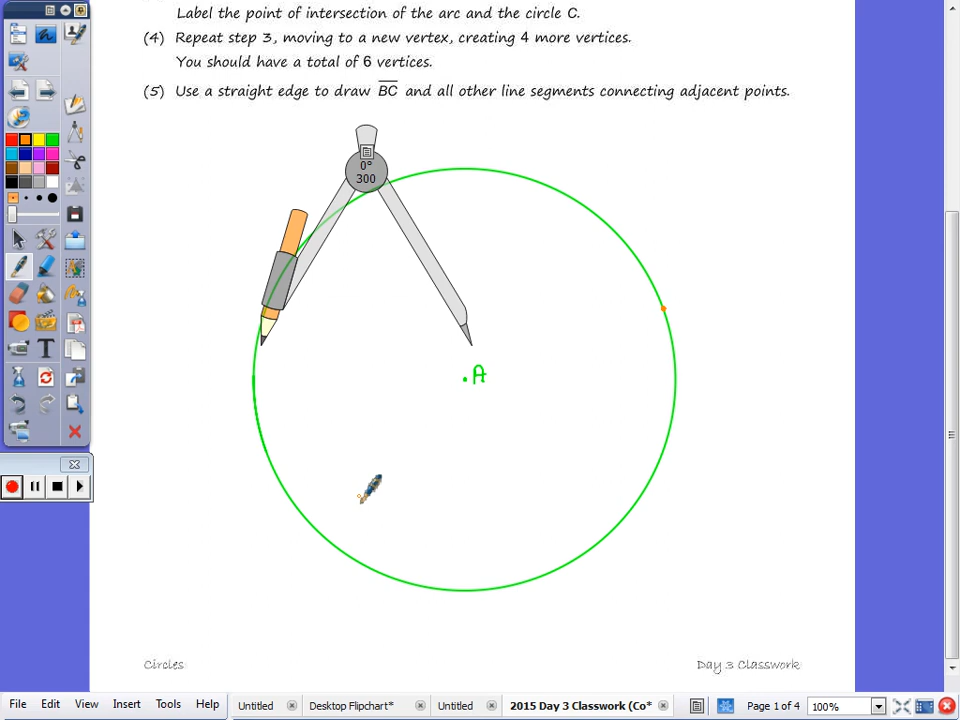 Label the point of intersection of the arc and the circle C.
(4) Repeat step 3, moving to a new vertex, creating 4 more vertices.
You should have a total of 6 vertices.
(5) Use a straight edge to draw BC and all other line segments connecting adjacent points.
0°
300
A
Circles Day 3 Classwork
File Edit View Insert Tools Help Untitled Desktop Flipchart* Untitled 2015 Day 3 Classwork (Co* Page 1 of 4 100%